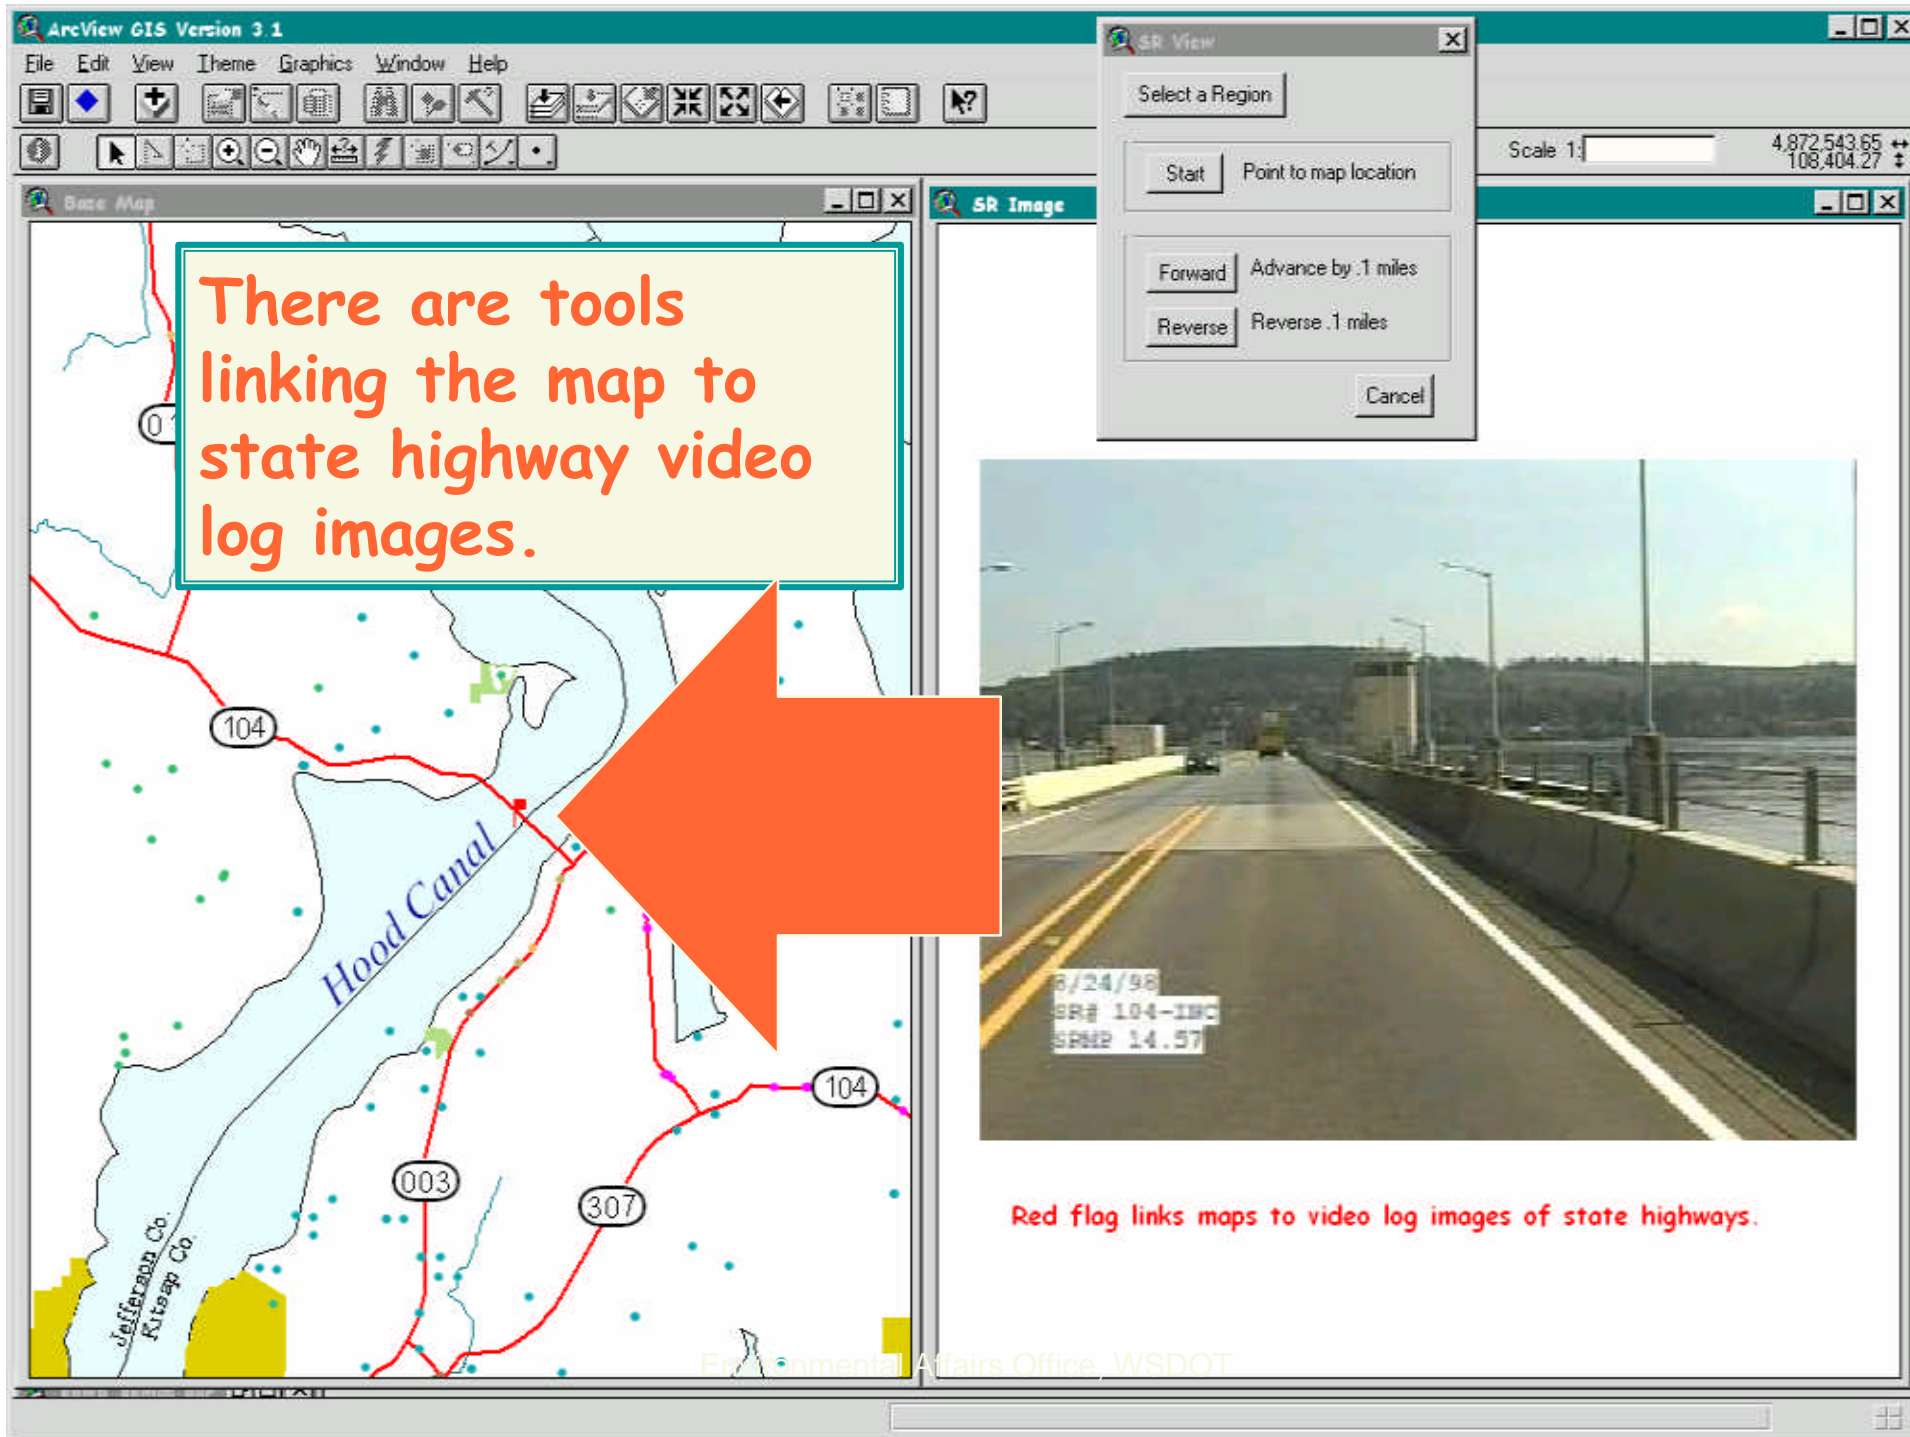 ArcView GIS Version 3.1
File Edit View Theme Graphics Window Help
Scale 1:
4,872,543.65
108,404.27
SR View
Select a Region
Start Point to map location
Forward Advance by .1 miles
Reverse Reverse .1 miles
Cancel
Base Map
There are tools
linking the map to
state highway video
log images.
104
Hood Canal
003
307
104
Jefferson Co.
Kitsap Co.
SR Image
SR# 104-INC
SRMP 14.57
Red flag links maps to video log images of state highways.
Environmental Affairs Office, WSDOT